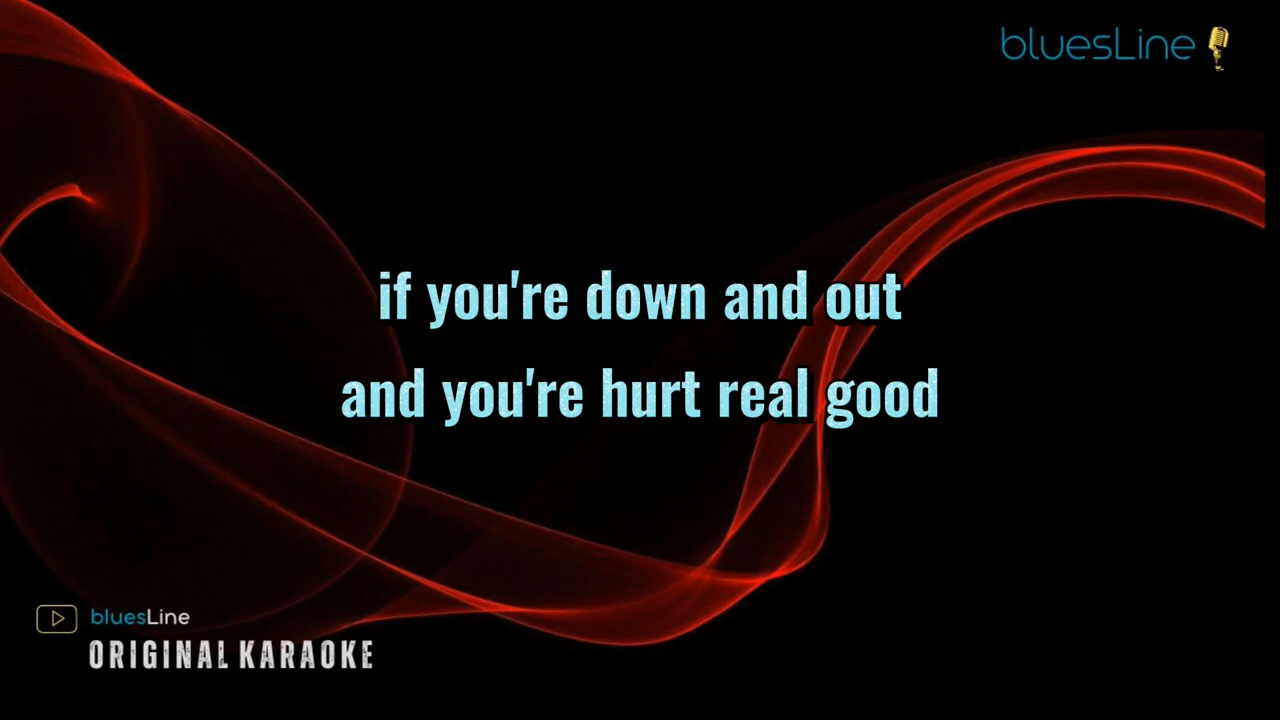 bluesLine
if you're down and out
and you're hurt real good
bluesLine
ORIGINAL KARAOKE